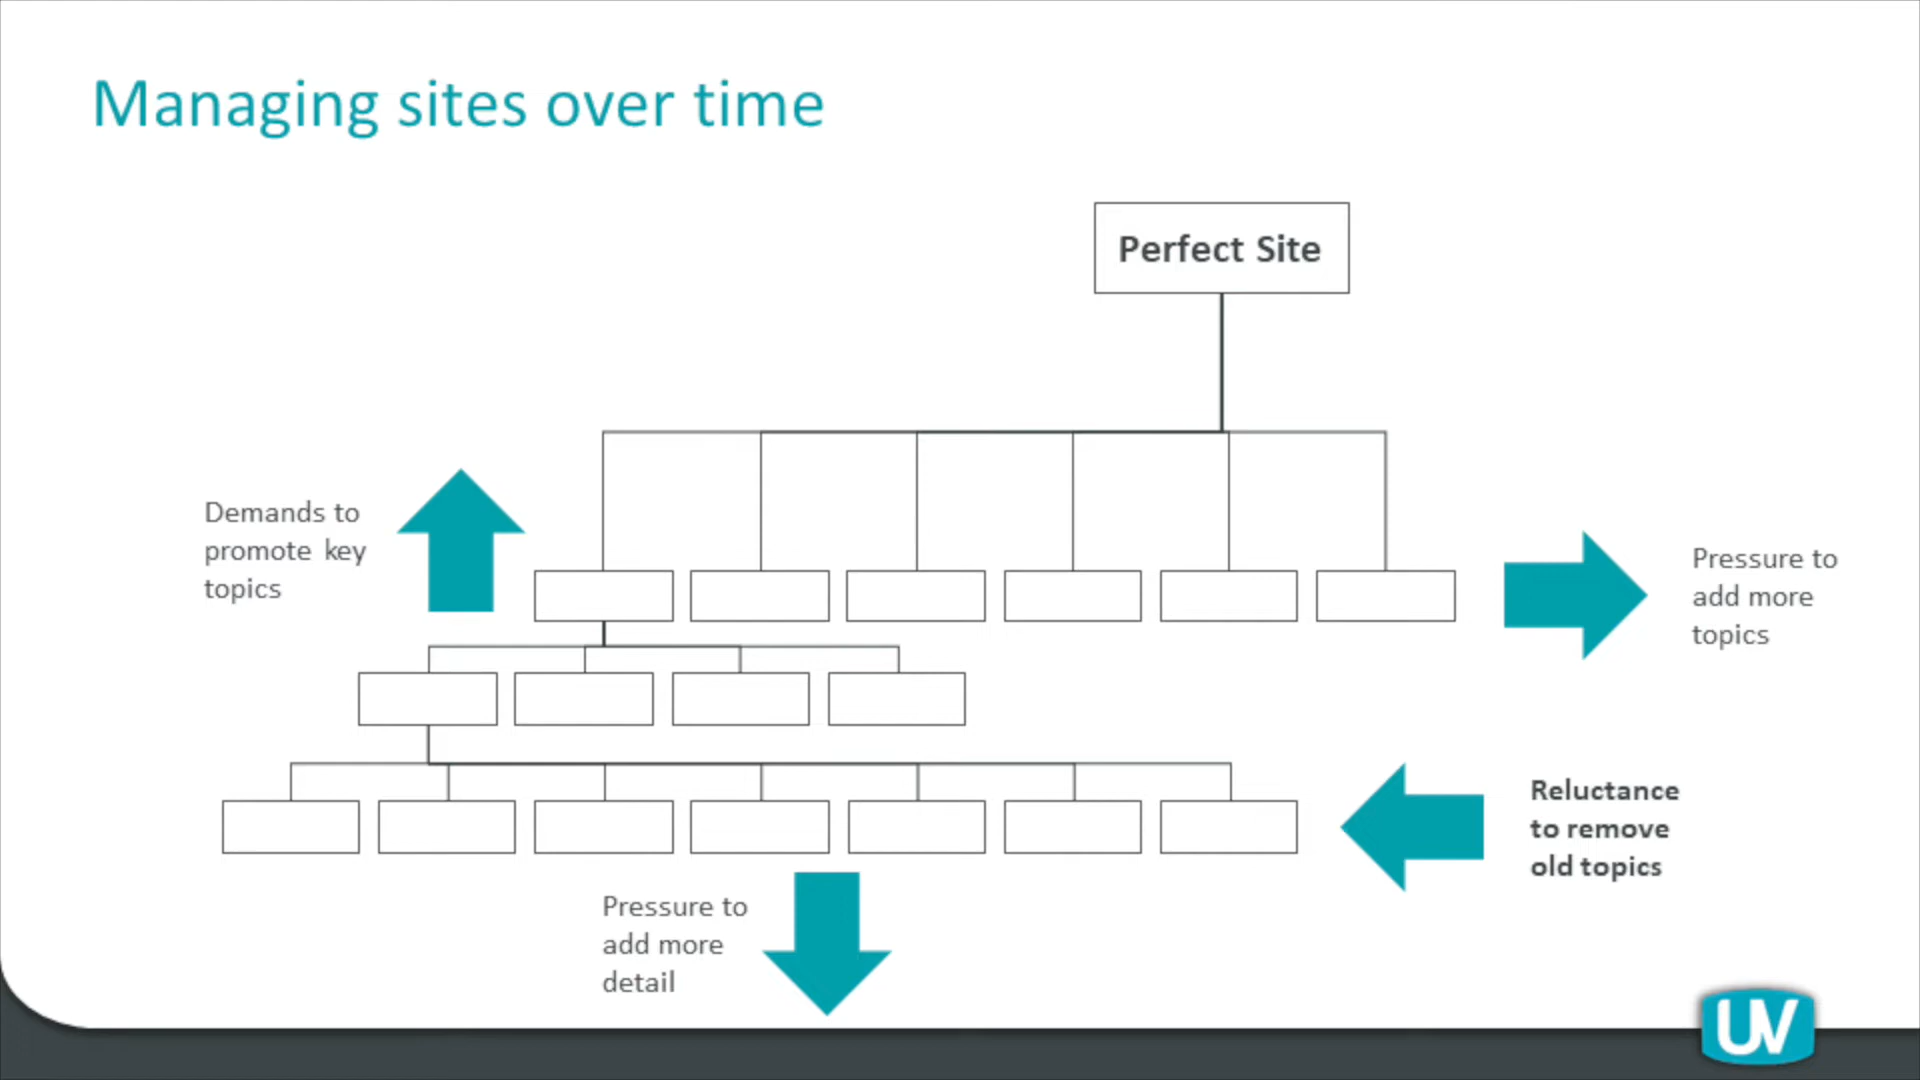 Managing sites over time
Perfect Site
Demands to
promote key
topics
Pressure to
add more
topics
Reluctance
to remove
old topics
Pressure to
add more
detail
UV